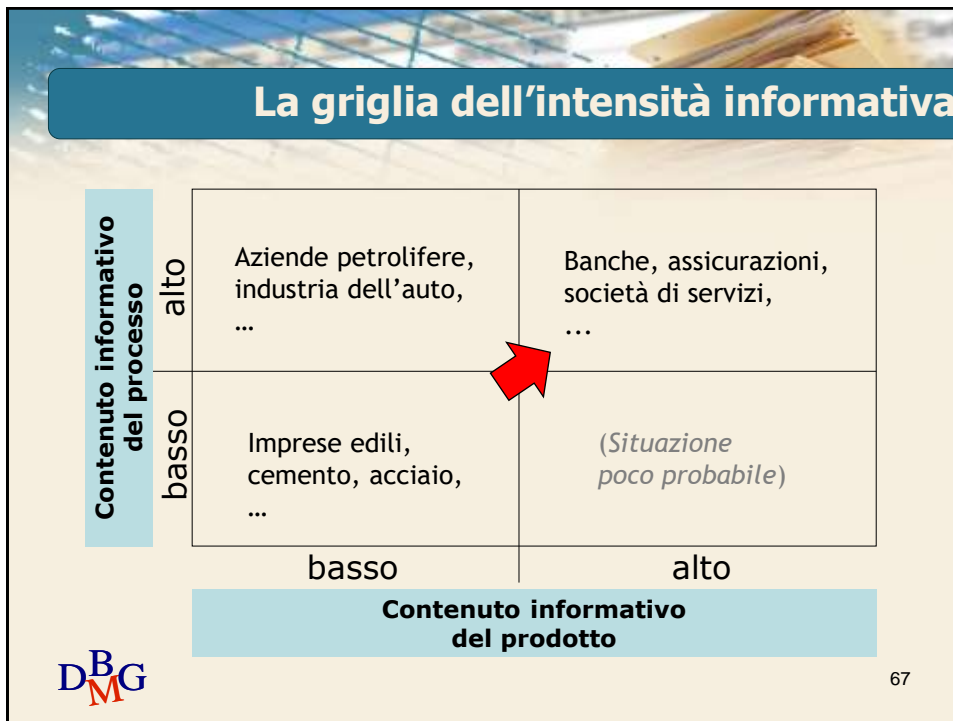 La griglia dell'intensità informativa
Contenuto informativo
del processo
alto
Aziende petrolifere,
industria dell'auto,
…
Banche, assicurazioni,
società di servizi,
...
basso
Imprese edili,
cemento, acciaio,
…
(Situazione
poco probabile)
basso
alto
Contenuto informativo
del prodotto
DBMG
67